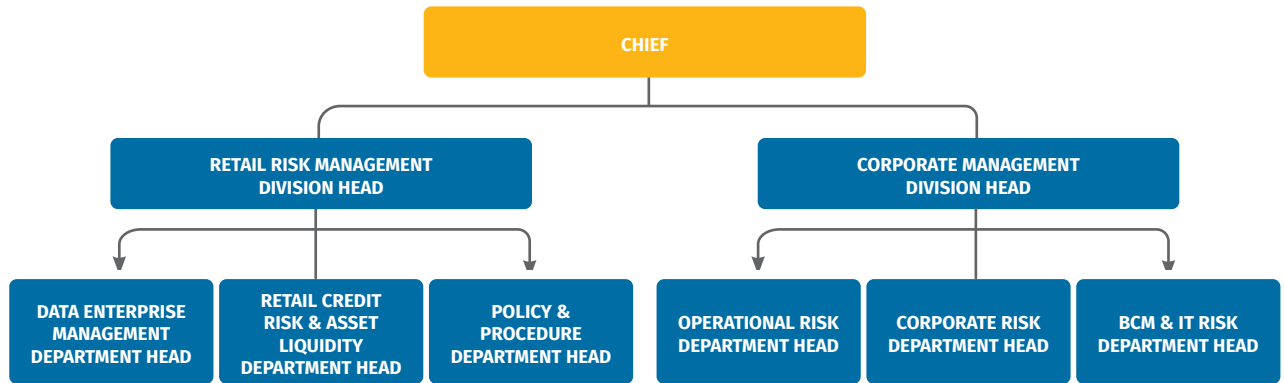 CHIEF
RETAIL RISK MANAGEMENT
DIVISION HEAD
CORPORATE MANAGEMENT
DIVISION HEAD
DATA ENTERPRISE
MANAGEMENT
DEPARTMENT HEAD
RETAIL CREDIT
RISK & ASSET
LIQUIDITY
DEPARTMENT HEAD
POLICY &
PROCEDURE
DEPARTMENT HEAD
OPERATIONAL RISK
DEPARTMENT HEAD
CORPORATE RISK
DEPARTMENT HEAD
BCM & IT RISK
DEPARTMENT HEAD